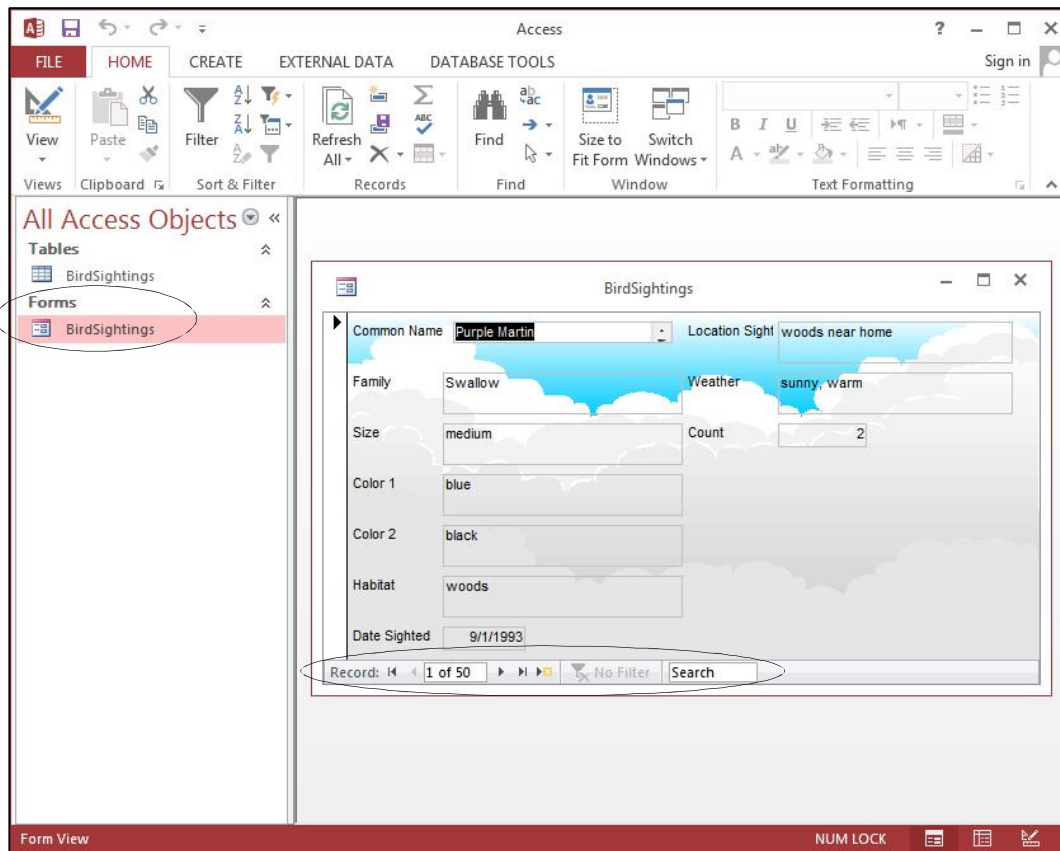 Access
FILE HOME CREATE EXTERNAL DATA DATABASE TOOLS Sign in
View Paste Filter Refresh All Find Size to Fit Form Switch Windows
ABC
ab ac
B I U
A ab
Views Clipboard Sort & Filter Records Find Window Text Formatting
All Access Objects
Tables
BirdSightings
Forms
BirdSightings
BirdSightings
Common Name Purple Martin Location Sight woods near home
Family Swallow Weather sunny, warm
Size medium Count 2
Color 1 blue
Color 2 black
Habitat woods
Date Sighted 9/1/1993
Record: 1 of 50 No Filter Search
Form View NUM LOCK